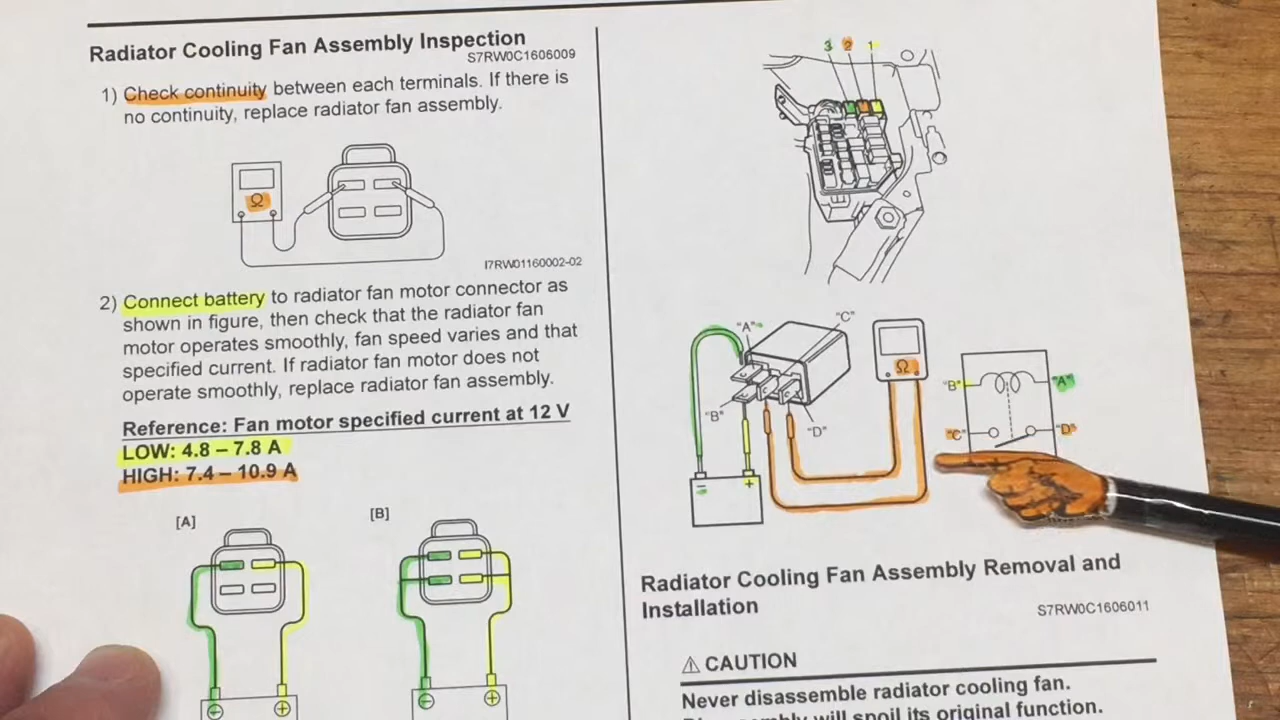 Radiator Cooling Fan Assembly Inspection
S7RW0C1606009
1) Check continuity between each terminals. If there is
no continuity, replace radiator fan assembly.
Ω
I7RW01160002-02
2) Connect battery to radiator fan motor connector as
shown in figure, then check that the radiator fan
motor operates smoothly, fan speed varies and that
specified current. If radiator fan motor does not
operate smoothly, replace radiator fan assembly.
Reference: Fan motor specified current at 12 V
LOW: 4.8 – 7.8 A
HIGH: 7.4 – 10.9 A
[A] [B]
− + − +
3 2 1
"A" "C"
Ω
"B" "A"
"B" "D"
"C" "D"
− +
Radiator Cooling Fan Assembly Removal and
Installation
S7RW0C1606011
⚠ CAUTION
Never disassemble radiator cooling fan.
will spoil its original function.